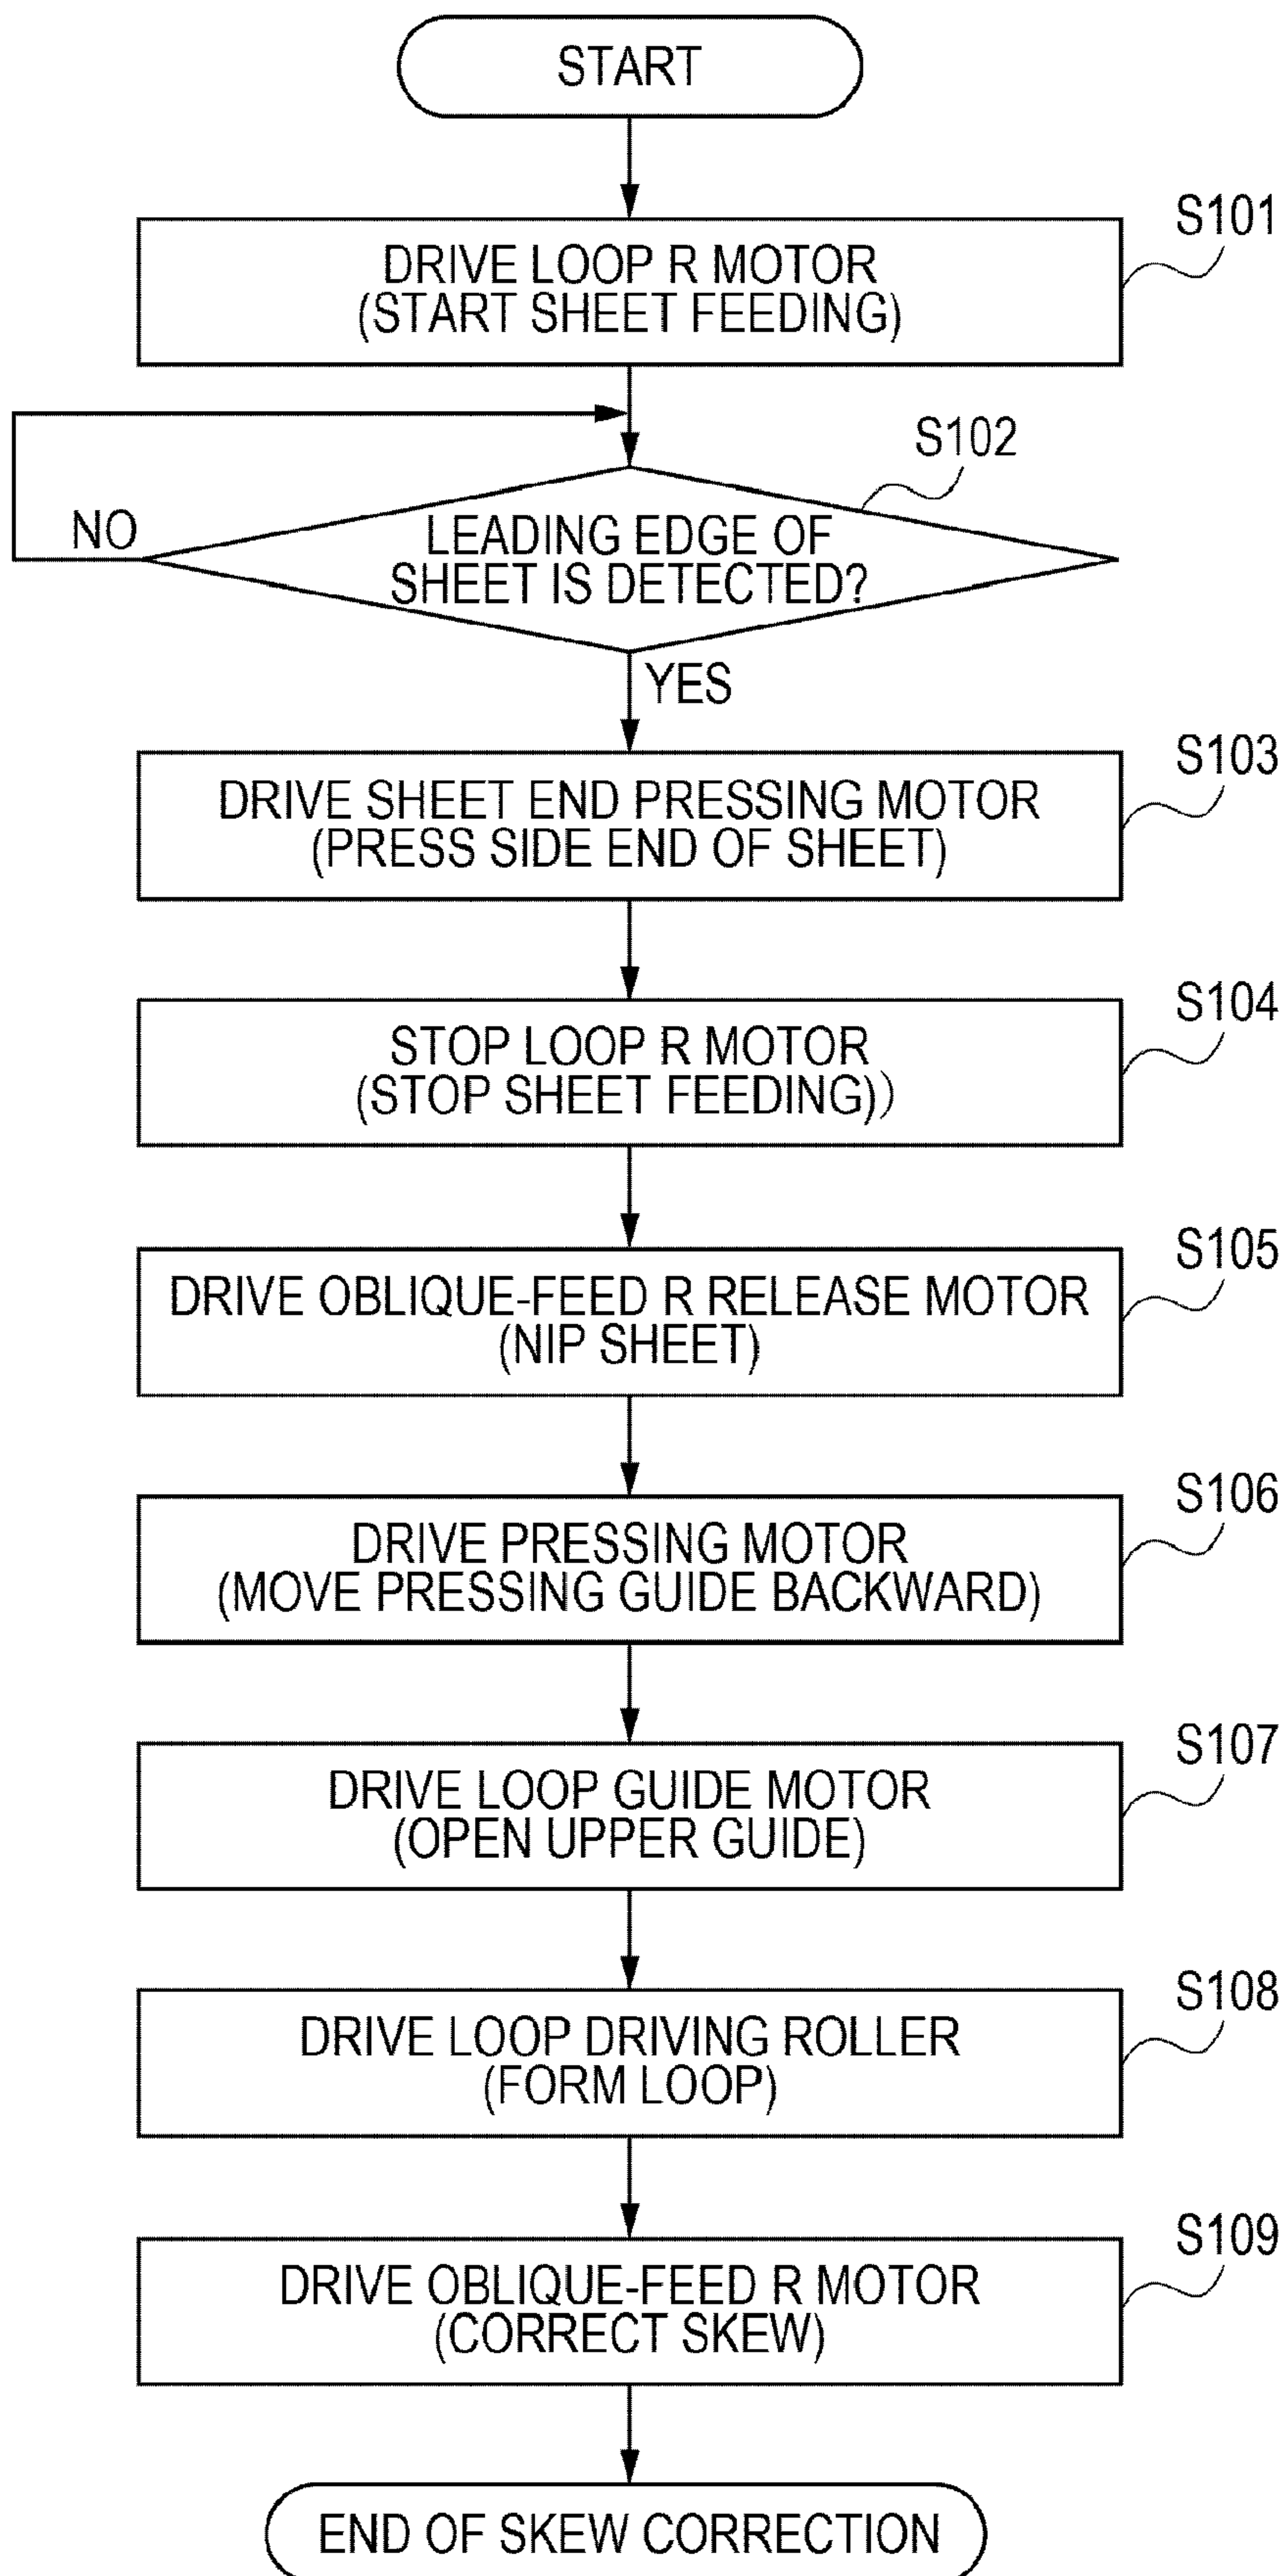 START
S101
DRIVE LOOP R MOTOR
(START SHEET FEEDING)
S102
NO
LEADING EDGE OF
SHEET IS DETECTED?
YES
S103
DRIVE SHEET END PRESSING MOTOR
(PRESS SIDE END OF SHEET)
S104
STOP LOOP R MOTOR
(STOP SHEET FEEDING))
S105
DRIVE OBLIQUE-FEED R RELEASE MOTOR
(NIP SHEET)
S106
DRIVE PRESSING MOTOR
(MOVE PRESSING GUIDE BACKWARD)
S107
DRIVE LOOP GUIDE MOTOR
(OPEN UPPER GUIDE)
S108
DRIVE LOOP DRIVING ROLLER
(FORM LOOP)
S109
DRIVE OBLIQUE-FEED R MOTOR
(CORRECT SKEW)
END OF SKEW CORRECTION